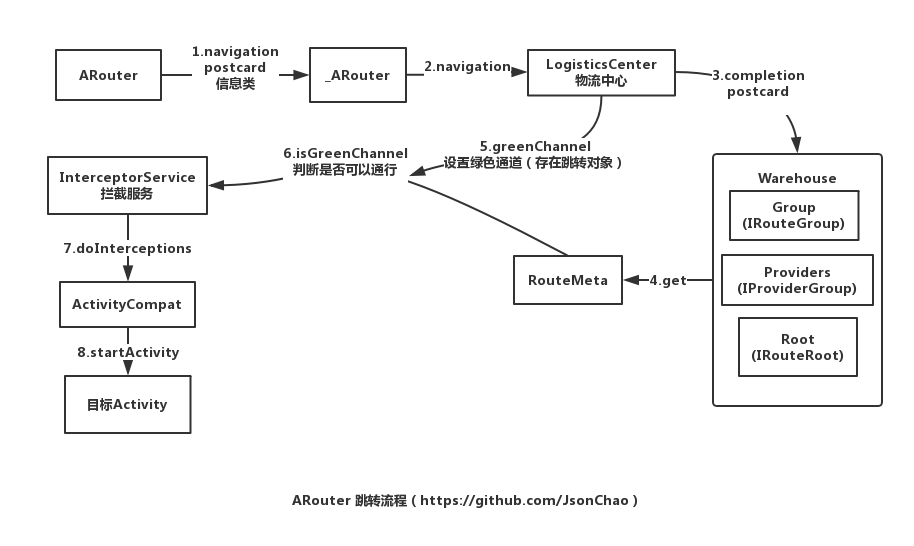 ARouter
1.navigation
postcard
信息类
_ARouter
2.navigation
LogisticsCenter
物流中心
3.completion
postcard
Warehouse
Group
(IRouteGroup)
Providers
(IProviderGroup)
Root
(IRouteRoot)
4.get
RouteMeta
5.greenChannel
设置绿色通道（存在跳转对象）
6.isGreenChannel
判断是否可以通行
InterceptorService
拦截服务
7.doInterceptions
ActivityCompat
8.startActivity
目标Activity
ARouter 跳转流程（https://github.com/JsonChao）